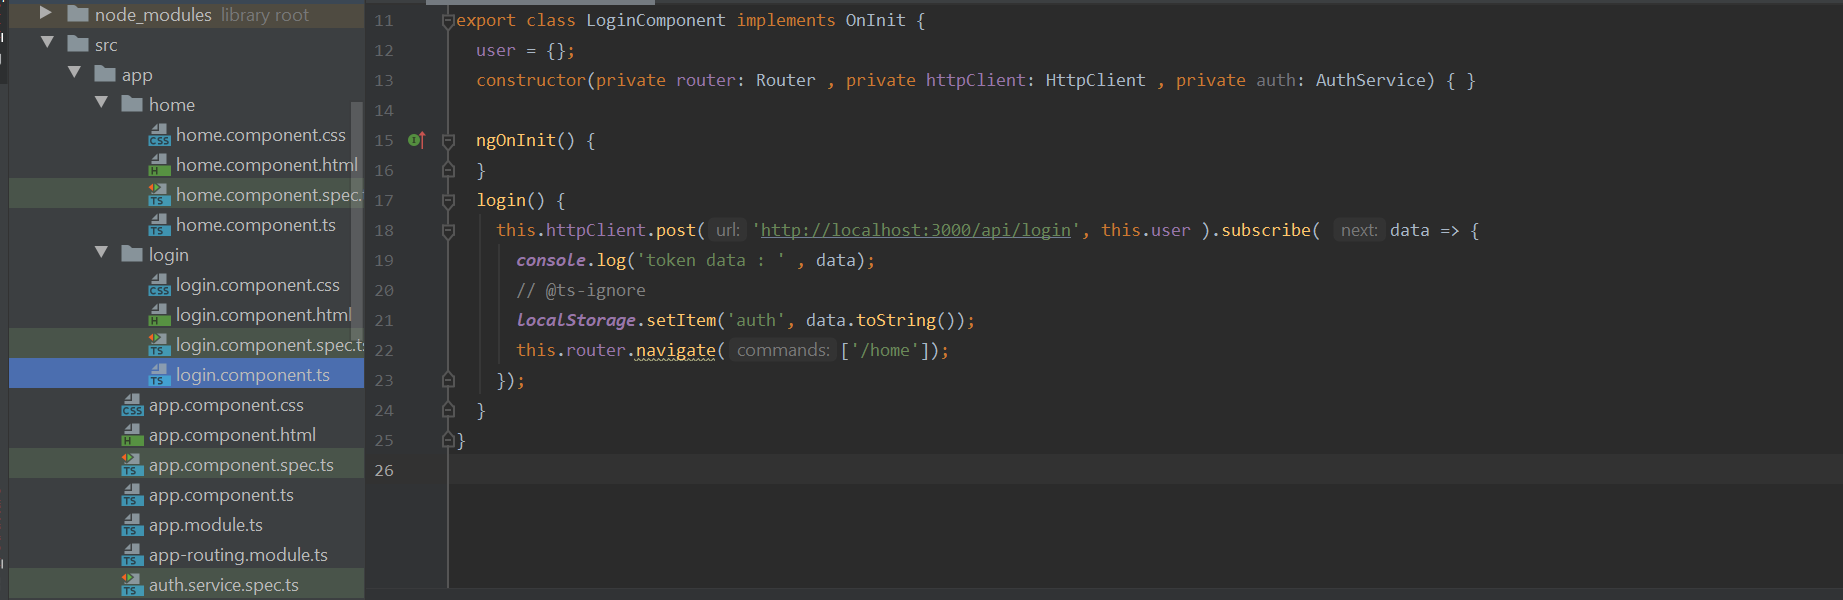 node_modules library root
src
app
home
home.component.css
home.component.html
home.component.spec.
home.component.ts
login
login.component.css
login.component.html
login.component.spec.ts
login.component.ts
app.component.css
app.component.html
app.component.spec.ts
app.component.ts
app.module.ts
app-routing.module.ts
auth.service.spec.ts
11 export class LoginComponent implements OnInit {
12 user = {};
13 constructor(private router: Router , private httpClient: HttpClient , private auth: AuthService) { }
14
15 ngOnInit() {
16 }
17 login() {
18 this.httpClient.post( url: 'http://localhost:3000/api/login', this.user ).subscribe( next: data => {
19 console.log('token data : ' , data);
20 // @ts-ignore
21 localStorage.setItem('auth', data.toString());
22 this.router.navigate( commands: ['/home']);
23 });
24 }
25 }
26